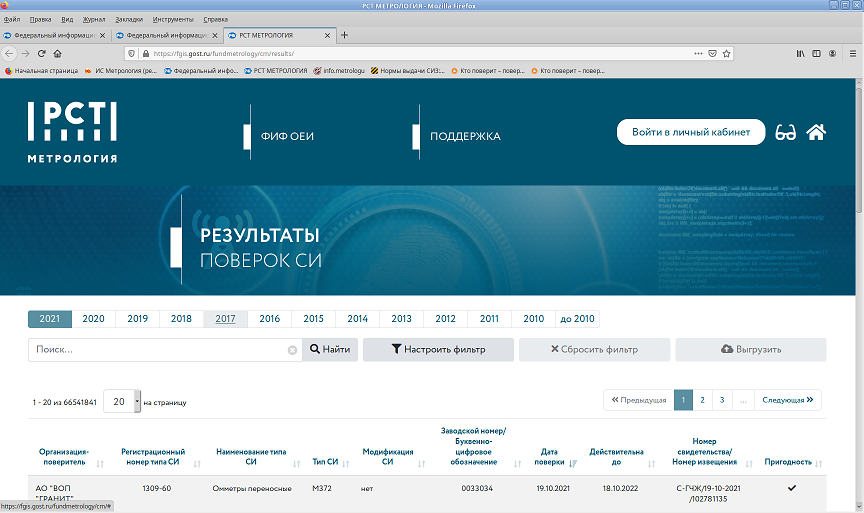 РСТ МЕТРОЛОГИЯ - Mozilla Firefox
Файл Правка Вид Журнал Закладки Инструменты Справка
Федеральный информаци
Федеральный информаци
РСТ МЕТРОЛОГИЯ
https://fgis.gost.ru/fundmetrology/cm/results/
Начальная страница ИС Метрология (ре... Федеральный инфо... РСТ МЕТРОЛОГИЯ info.metrologu Нормы выдачи СИЗ:... Кто поверит – повер... Кто поверит – повер...
РСТ
МЕТРОЛОГИЯ
ФИФ ОЕИ
ПОДДЕРЖКА
Войти в личный кабинет
РЕЗУЛЬТАТЫ
ПОВЕРОК СИ
2021 2020 2019 2018 2017 2016 2015 2014 2013 2012 2011 2010 до 2010
Поиск... Найти Настроить фильтр Сбросить фильтр Выгрузить
1 - 20 из 66541841 20 на страницу Предыдущая 1 2 3 ... Следующая
Организация-поверитель
Регистрационный номер типа СИ
Наименование типа СИ
Тип СИ
Модификация СИ
Заводской номер/ Буквенно-цифровое обозначение
Дата поверки
Действительна до
Номер свидетельства/ Номер извещения
Пригодность
АО "ВОП "ГРАНИТ" 1309-60 Омметры переносные М372 нет 0033034 19.10.2021 18.10.2022 С-ГЧЖ/19-10-2021 /102781135
https://fgis.gost.ru/fundmetrology/cm/#